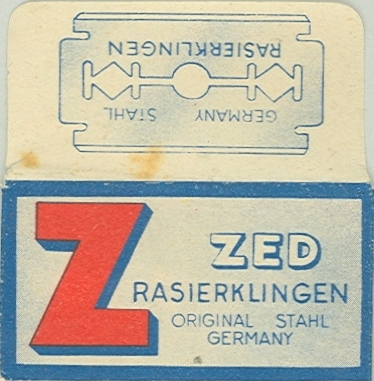 RASIERKLINGEN
GERMANY STAHL
Z
ZED
RASIERKLINGEN
ORIGINAL STAHL
GERMANY